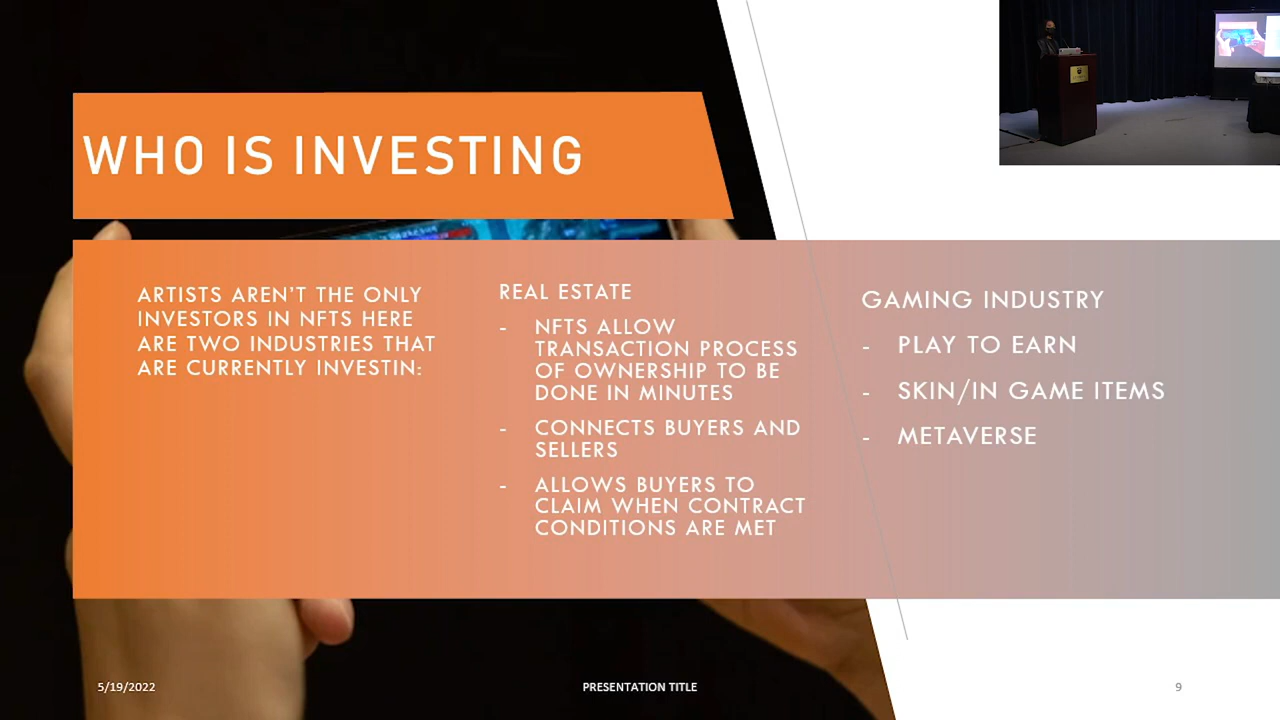 WHO IS INVESTING
ARTISTS AREN'T THE ONLY
INVESTORS IN NFTS HERE
ARE TWO INDUSTRIES THAT
ARE CURRENTLY INVESTIN:
REAL ESTATE
- NFTS ALLOW
TRANSACTION PROCESS
OF OWNERSHIP TO BE
DONE IN MINUTES
- CONNECTS BUYERS AND
SELLERS
- ALLOWS BUYERS TO
CLAIM WHEN CONTRACT
CONDITIONS ARE MET
GAMING INDUSTRY
- PLAY TO EARN
- SKIN/IN GAME ITEMS
- METAVERSE
5/19/2022
PRESENTATION TITLE
9